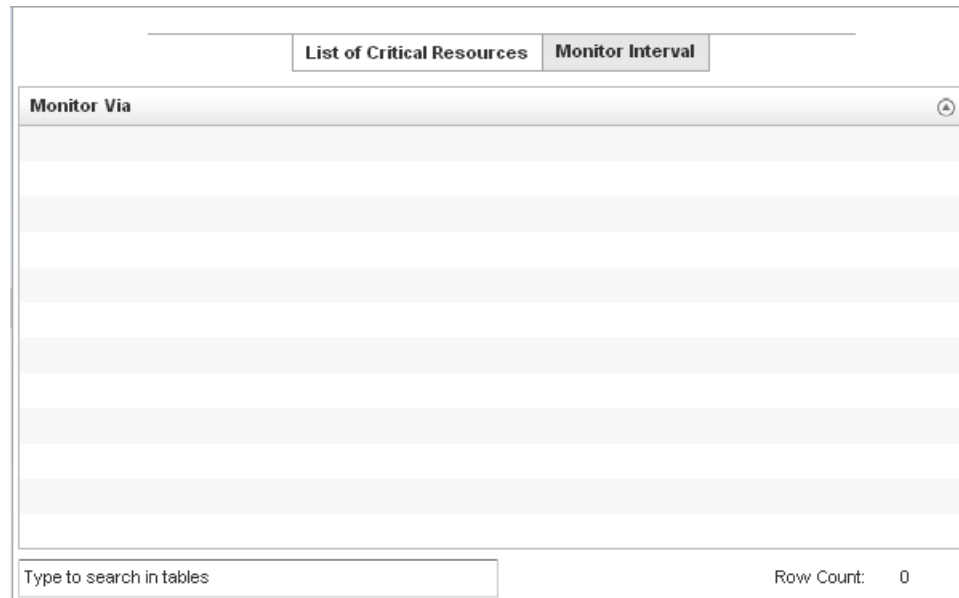 List of Critical Resources Monitor Interval
Monitor Via
Type to search in tables Row Count: 0